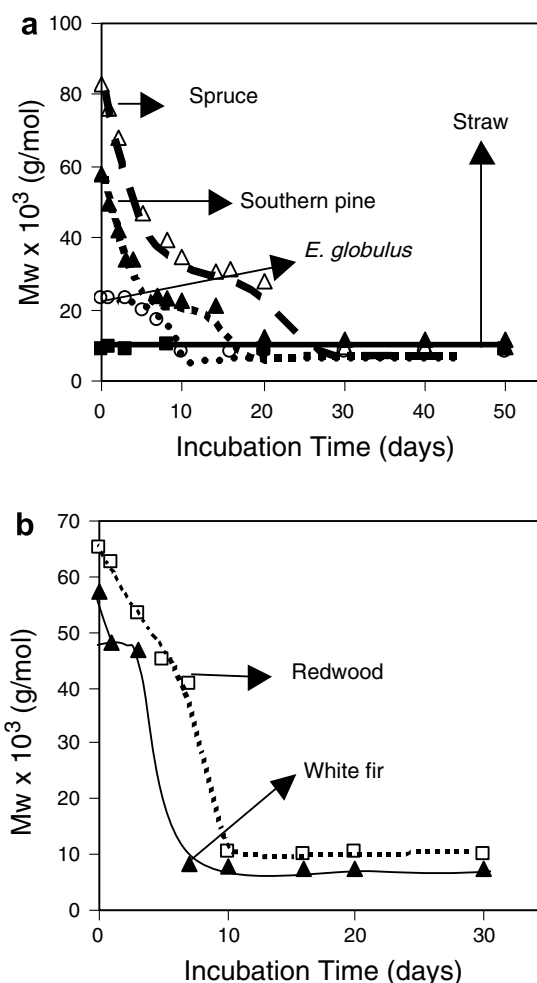 a
100
Spruce
80
Straw
60
Southern pine
40
E. globulus
20
0
0 10 20 30 40 50
Mw x 10³ (g/mol)
Incubation Time (days)
b
70
60
50
Redwood
40
30
White fir
20
10
0
0 10 20 30
Mw x 10³ (g/mol)
Incubation Time (days)